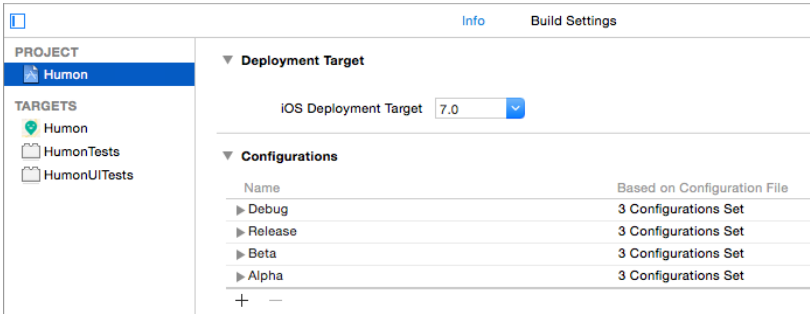 Info Build Settings
PROJECT
Humon
TARGETS
Humon
HumonTests
HumonUITests
Deployment Target
iOS Deployment Target 7.0
Configurations
Name Based on Configuration File
Debug 3 Configurations Set
Release 3 Configurations Set
Beta 3 Configurations Set
Alpha 3 Configurations Set